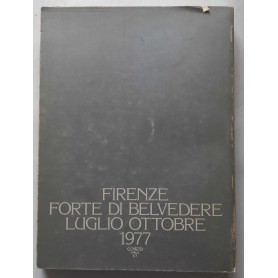 FIRENZE
FORTE DI BELVEDERE
LUGLIO OTTOBRE
1977